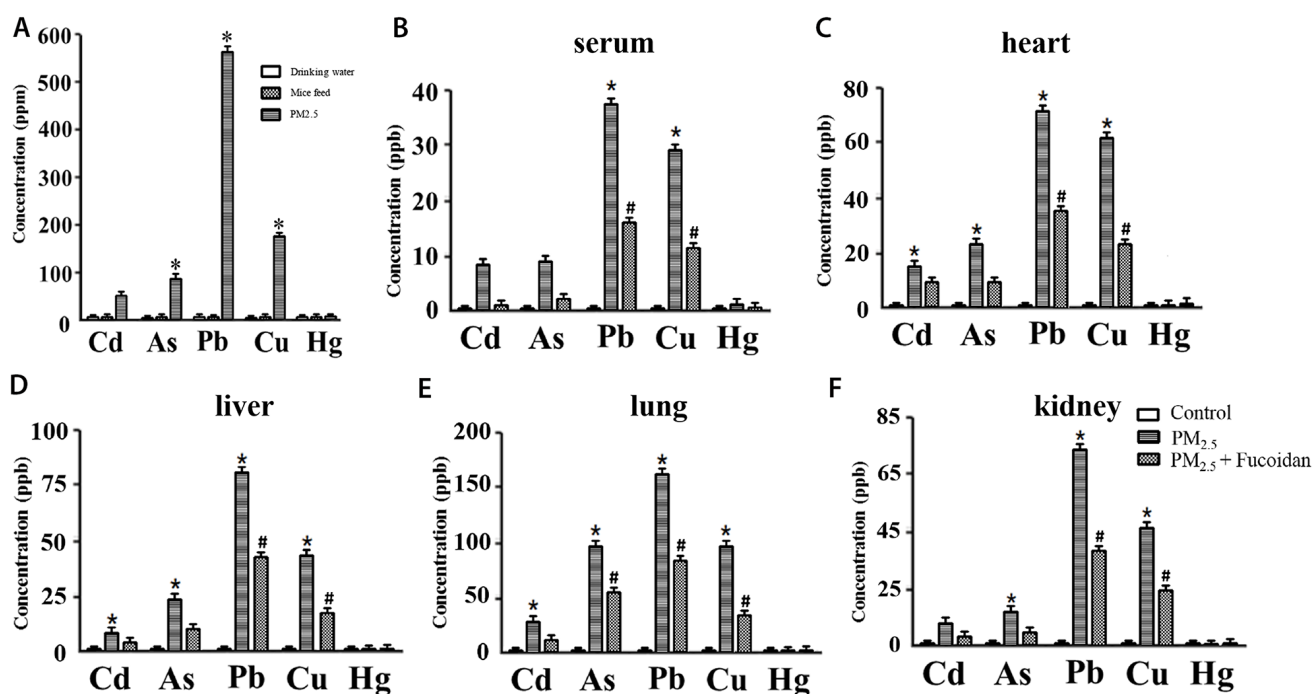 A
Concentration (ppm)
600
500
400
300
200
100
0
*
*
*
Drinking water
Mice feed
PM2.5
Cd As Pb Cu Hg
B
serum
Concentration (ppb)
40
30
20
10
0
*
#
*
#
Cd As Pb Cu Hg
C
heart
Concentration (ppb)
80
60
40
20
0
*
*
*
#
*
#
Cd As Pb Cu Hg
D
liver
Concentration (ppb)
100
75
50
25
0
*
*
*
#
*
#
Cd As Pb Cu Hg
E
lung
Concentration (ppb)
200
150
100
50
0
*
*
#
*
#
*
#
Cd As Pb Cu Hg
F
kidney
Concentration (ppb)
85
65
45
25
0
*
*
#
*
#
Control
PM2.5
PM2.5 + Fucoidan
Cd As Pb Cu Hg